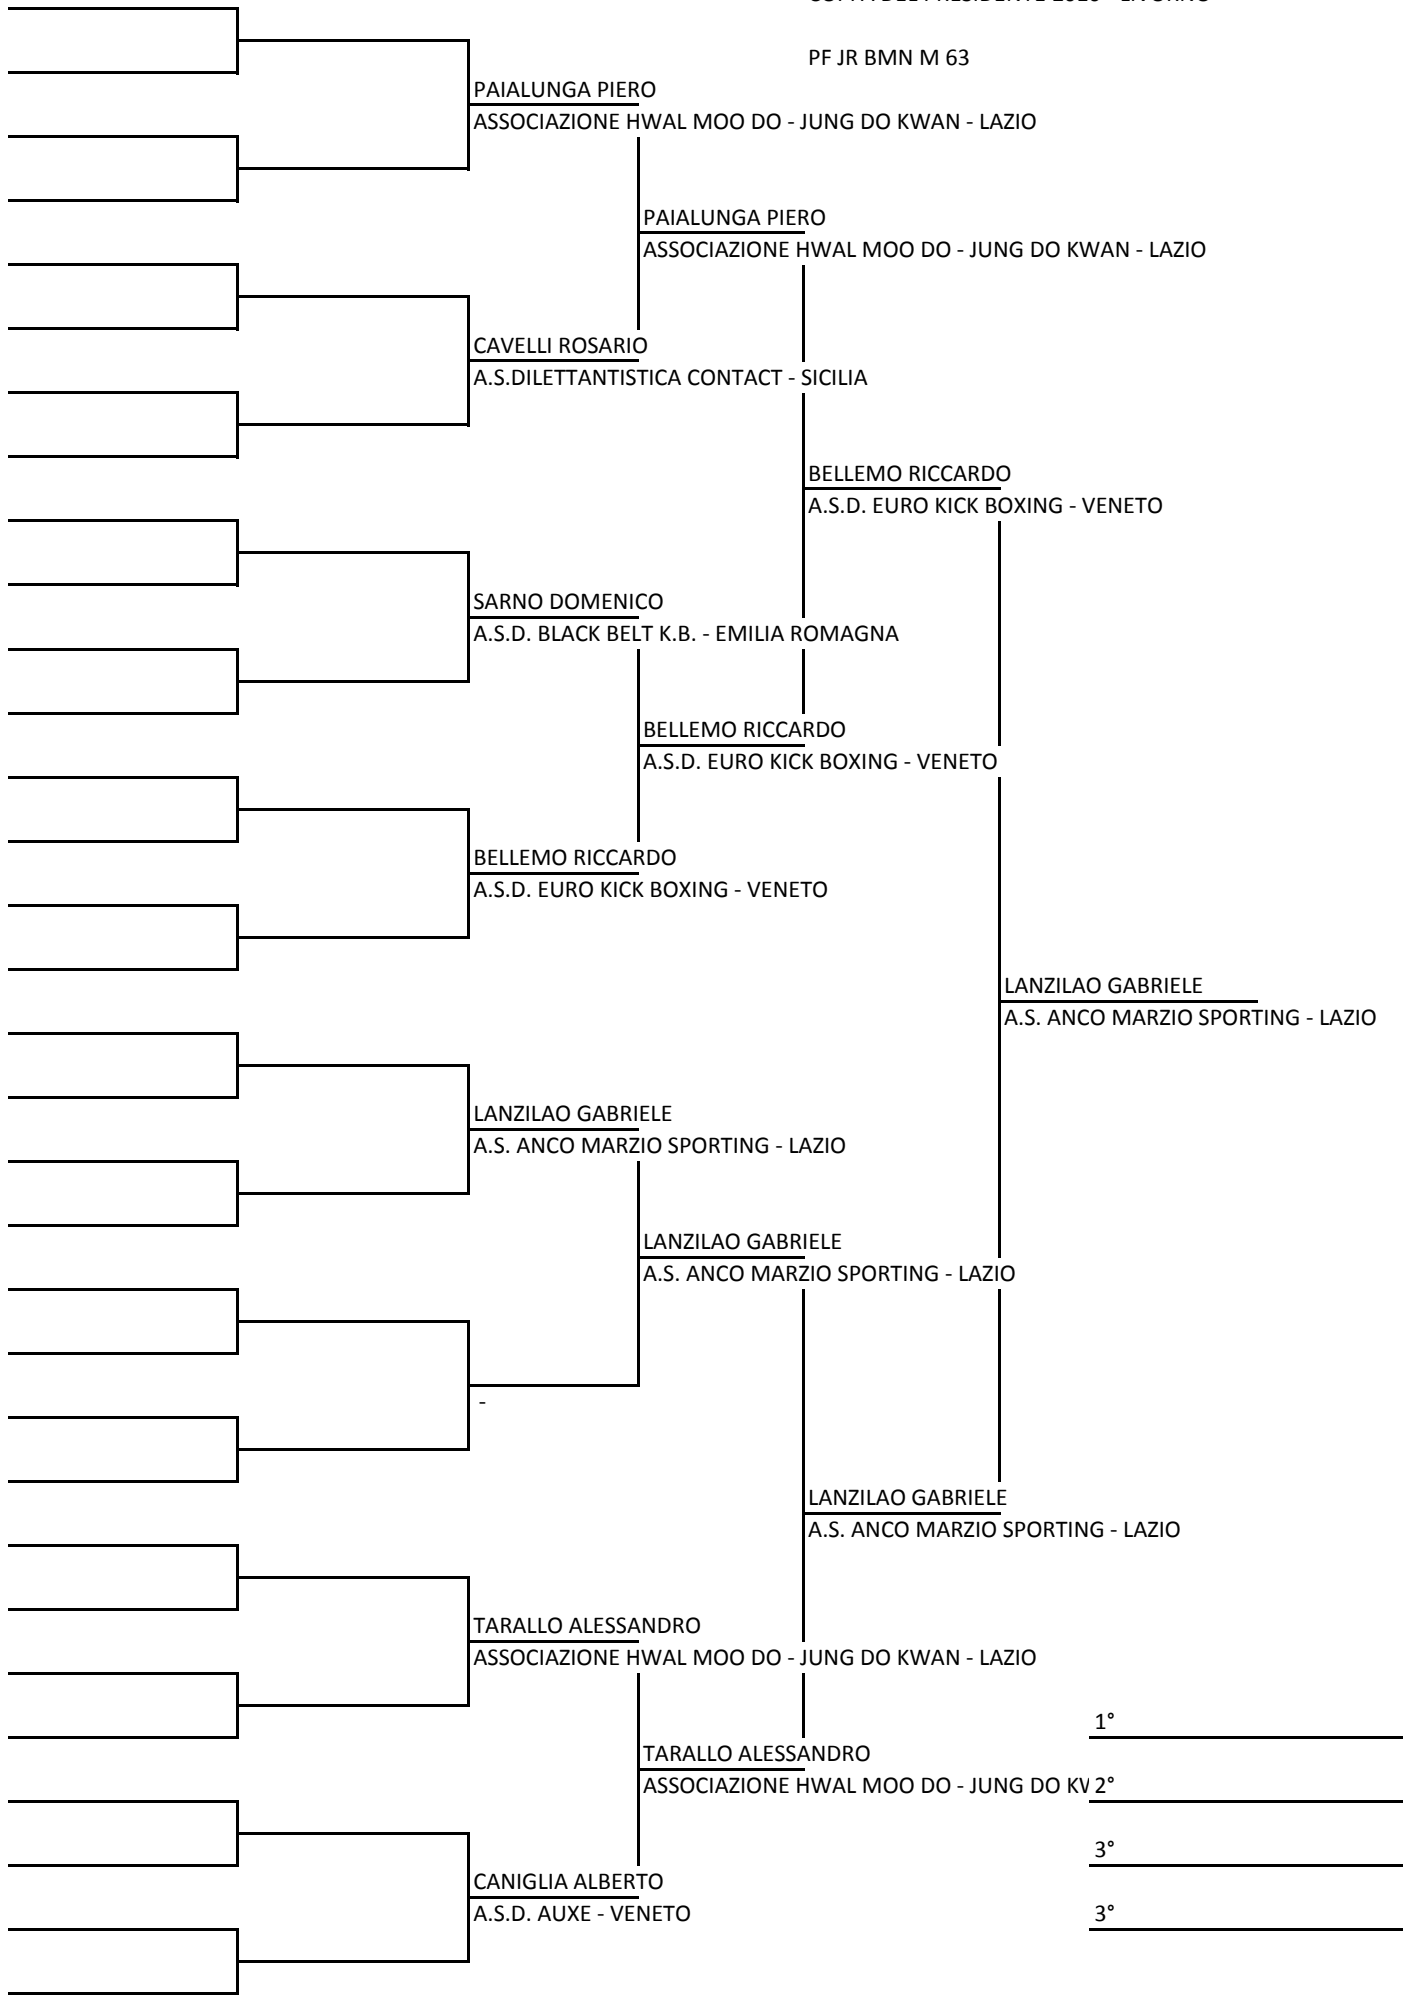 PF JR BMN M 63
PAIALUNGA PIERO
ASSOCIAZIONE HWAL MOO DO - JUNG DO KWAN - LAZIO
PAIALUNGA PIERO
ASSOCIAZIONE HWAL MOO DO - JUNG DO KWAN - LAZIO
CAVELLI ROSARIO
A.S.DILETTANTISTICA CONTACT - SICILIA
BELLEMO RICCARDO
A.S.D. EURO KICK BOXING - VENETO
SARNO DOMENICO
A.S.D. BLACK BELT K.B. - EMILIA ROMAGNA
BELLEMO RICCARDO
A.S.D. EURO KICK BOXING - VENETO
BELLEMO RICCARDO
A.S.D. EURO KICK BOXING - VENETO
LANZILAO GABRIELE
A.S. ANCO MARZIO SPORTING - LAZIO
LANZILAO GABRIELE
A.S. ANCO MARZIO SPORTING - LAZIO
LANZILAO GABRIELE
A.S. ANCO MARZIO SPORTING - LAZIO
-
LANZILAO GABRIELE
A.S. ANCO MARZIO SPORTING - LAZIO
TARALLO ALESSANDRO
ASSOCIAZIONE HWAL MOO DO - JUNG DO KWAN - LAZIO
1°
TARALLO ALESSANDRO
ASSOCIAZIONE HWAL MOO DO - JUNG DO
2°
3°
CANIGLIA ALBERTO
A.S.D. AUXE - VENETO
3°